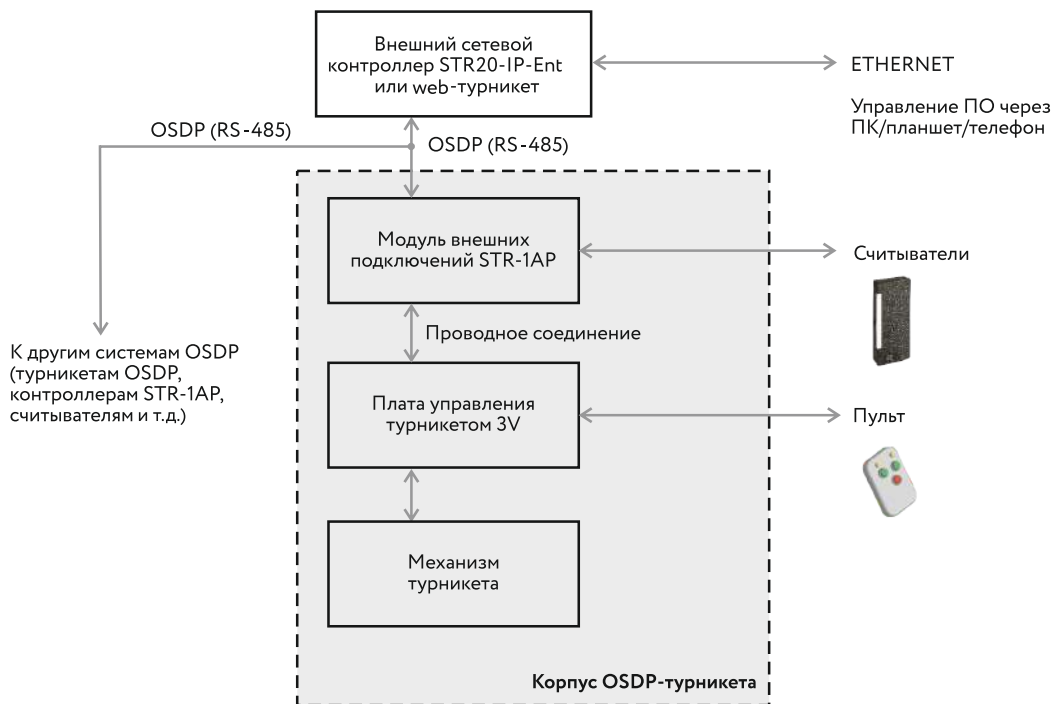 Внешний сетевой
контроллер STR20-IP-Ent
или web-турникет
ETHERNET
Управление ПО через
ПК/планшет/телефон
OSDP (RS-485)
OSDP (RS-485)
Модуль внешних
подключений STR-1AP
Считыватели
Проводное соединение
К другим системам OSDP
(турникетам OSDP,
контроллерам STR-1AP,
считывателям и т.д.)
Плата управления
турникетом 3V
Пульт
Механизм
турникета
Корпус OSDP-турникета